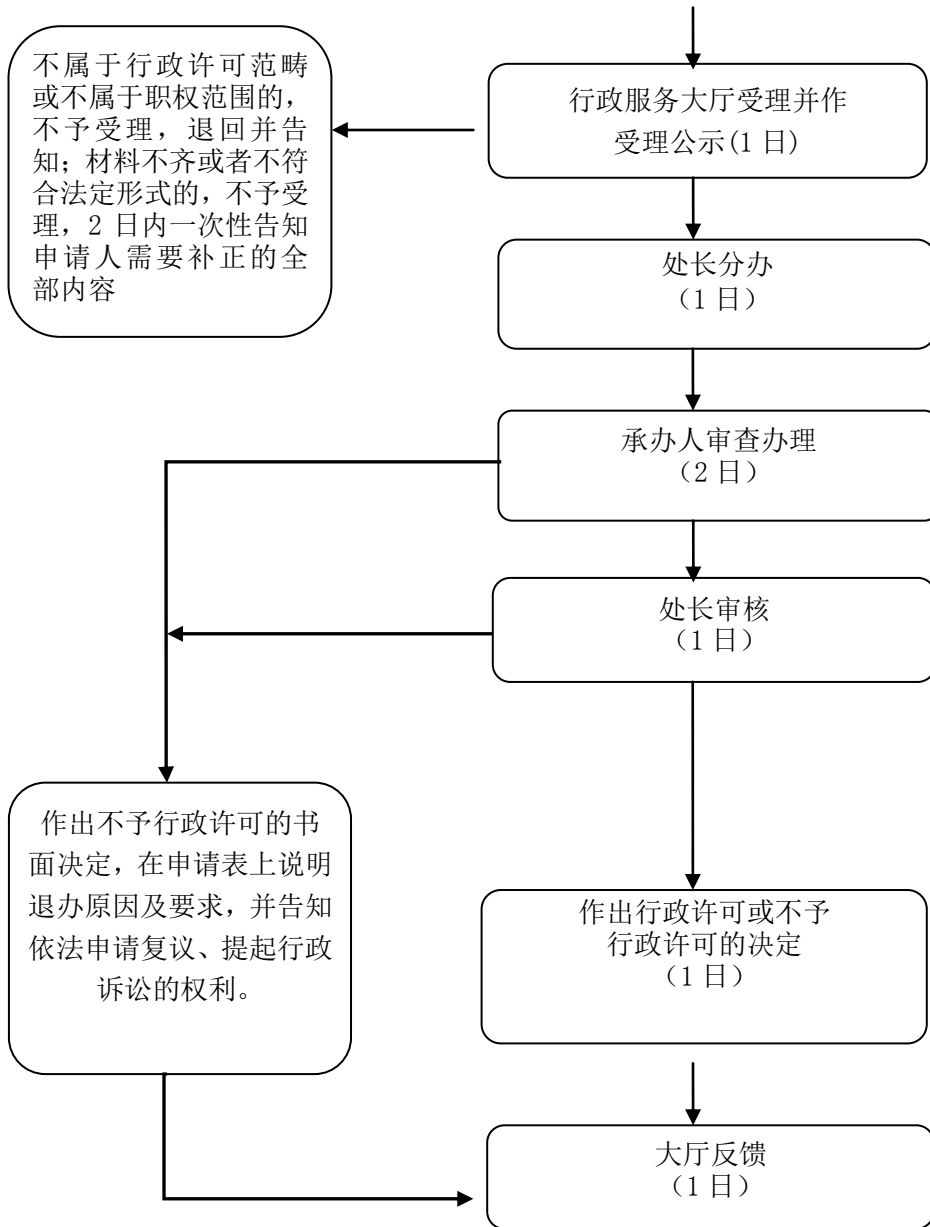 不属于行政许可范畴
或不属于职权范围的，
不予受理，退回并告
知；材料不齐或者不符
合法定形式的，不予受
理，2 日内一次性告知
申请人需要补正的全
部内容
行政服务大厅受理并作
受理公示(1 日)
处长分办
（1 日）
承办人审查办理
（2 日）
处长审核
（1 日）
作出不予行政许可的书
面决定，在申请表上说明
退办原因及要求，并告知
依法申请复议、提起行政
诉讼的权利。
作出行政许可或不予
行政许可的决定
（1 日）
大厅反馈
（1 日）